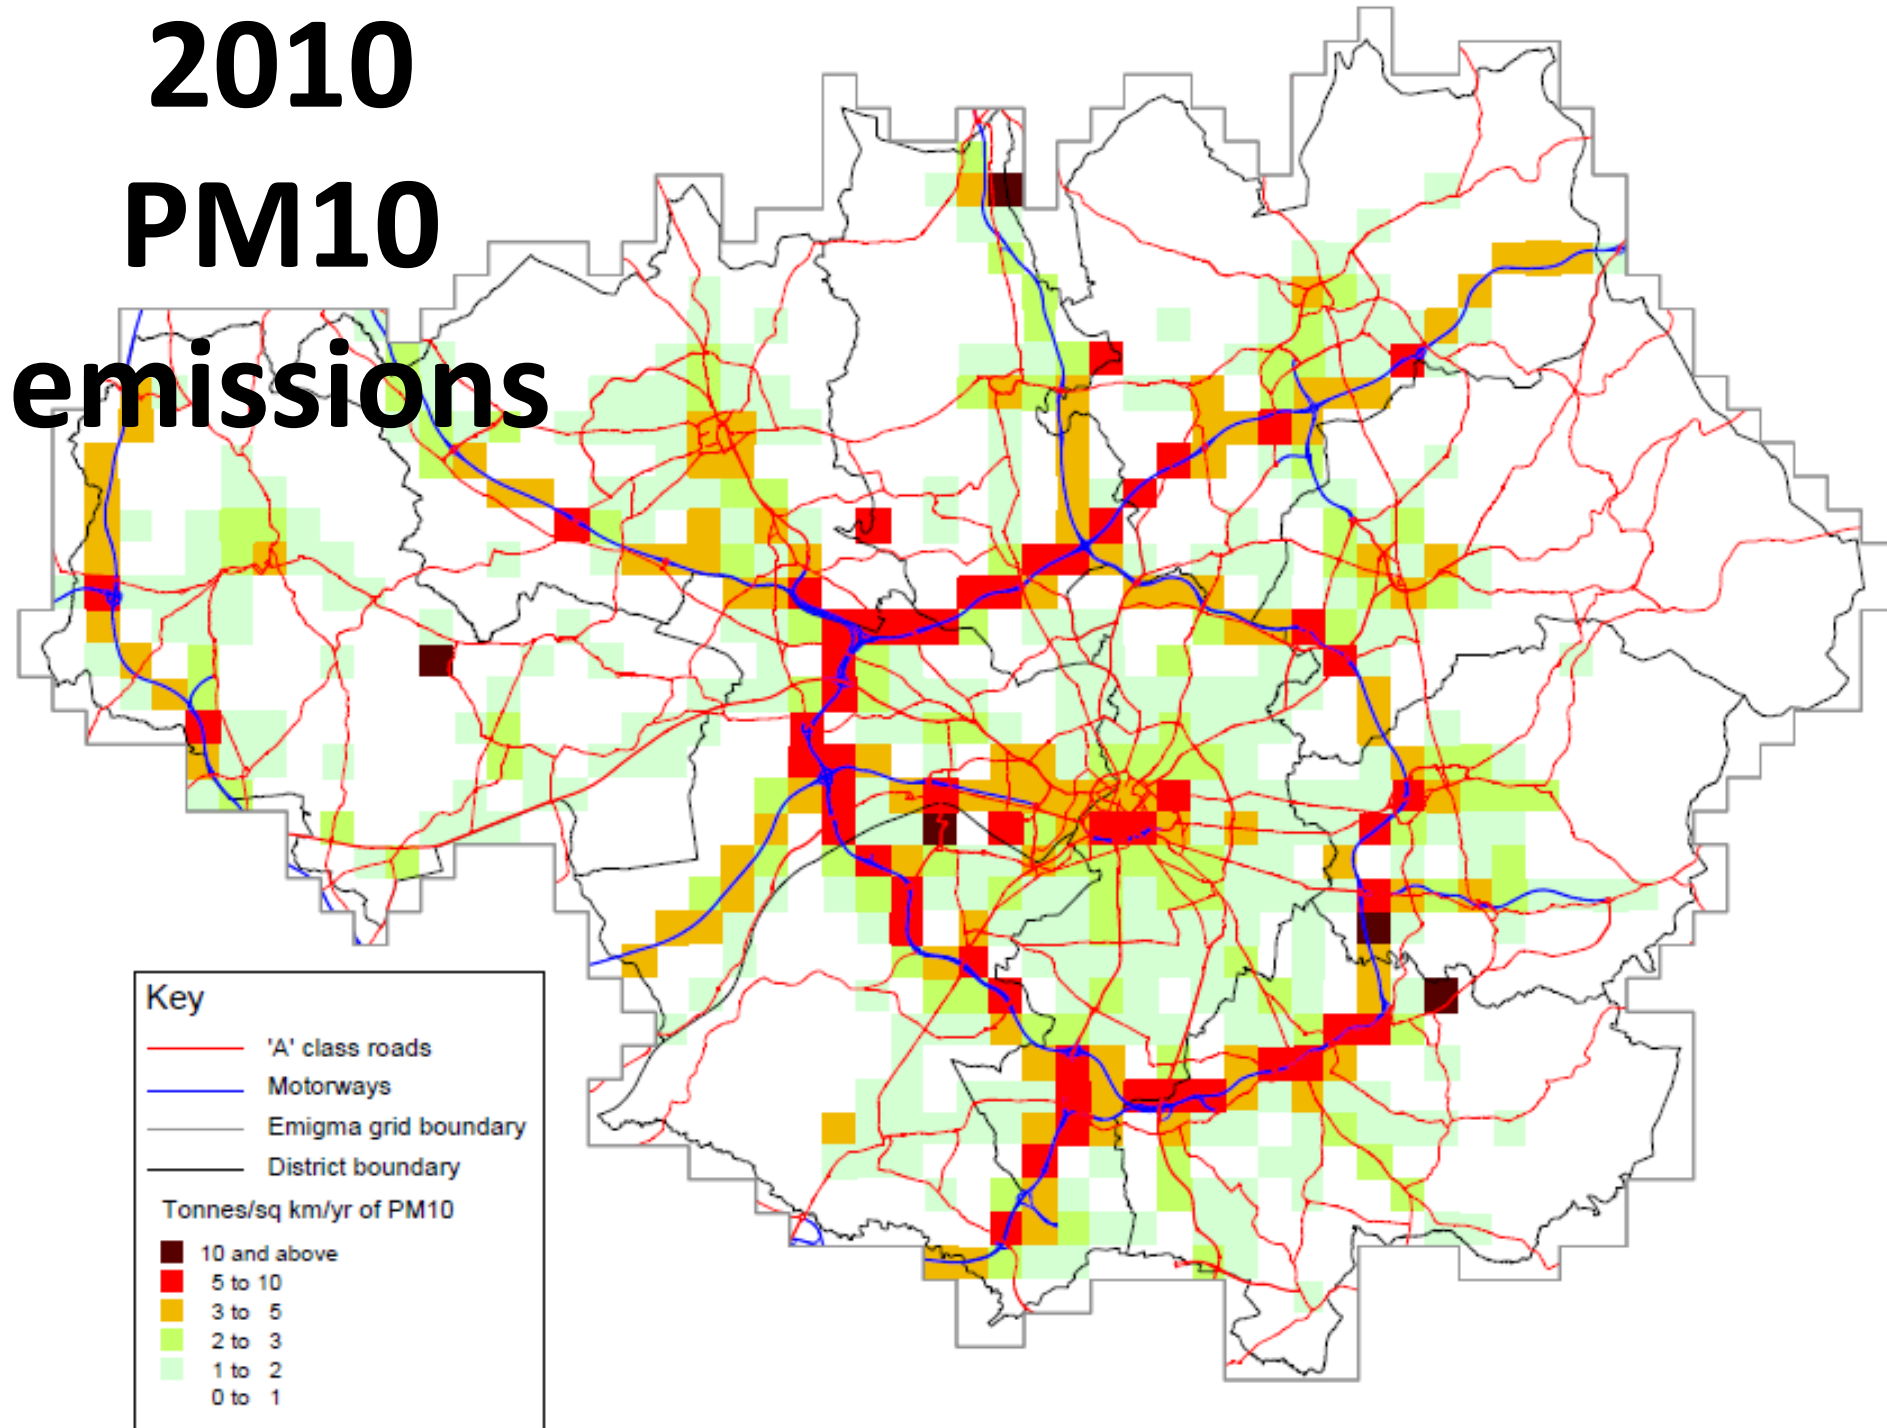 2010
PM10
emissions
Key
'A' class roads
Motorways
Emigma grid boundary
District boundary
Tonnes/sq km/yr of PM10
10 and above
5 to 10
3 to 5
2 to 3
1 to 2
0 to 1